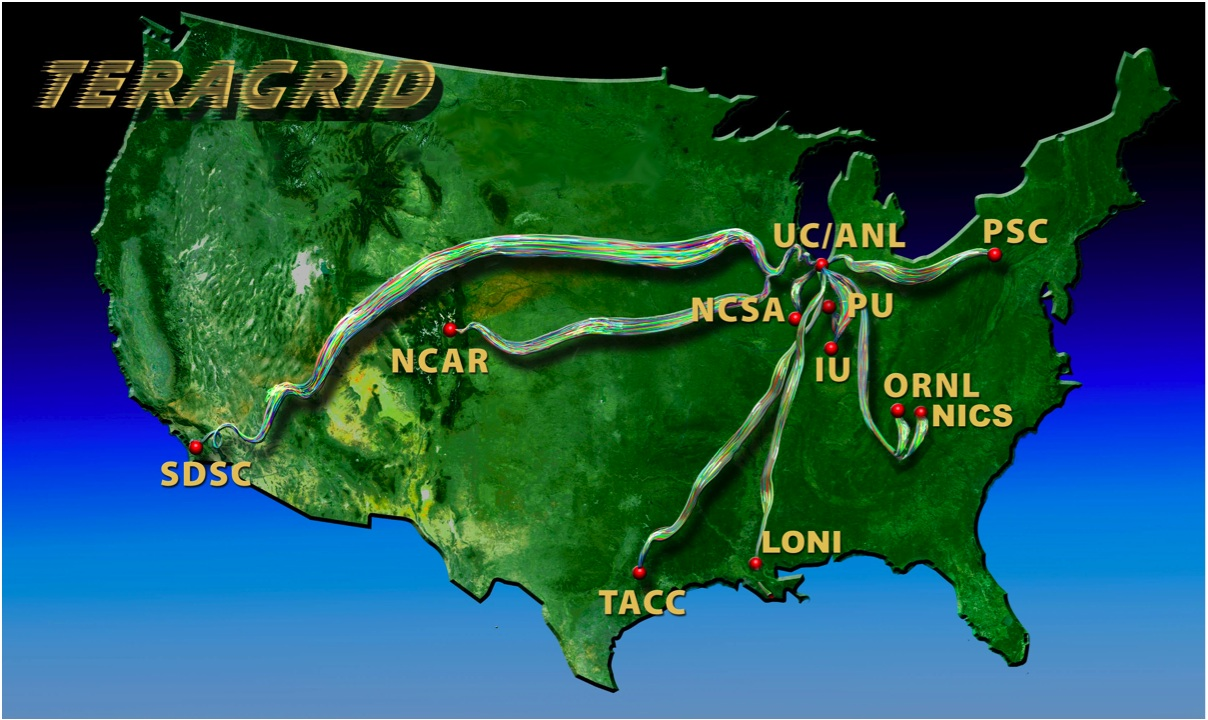 TERAGRID
UC/ANL
PSC
NCSA
PU
NCAR
IU
ORNL
NICS
SDSC
LONI
TACC